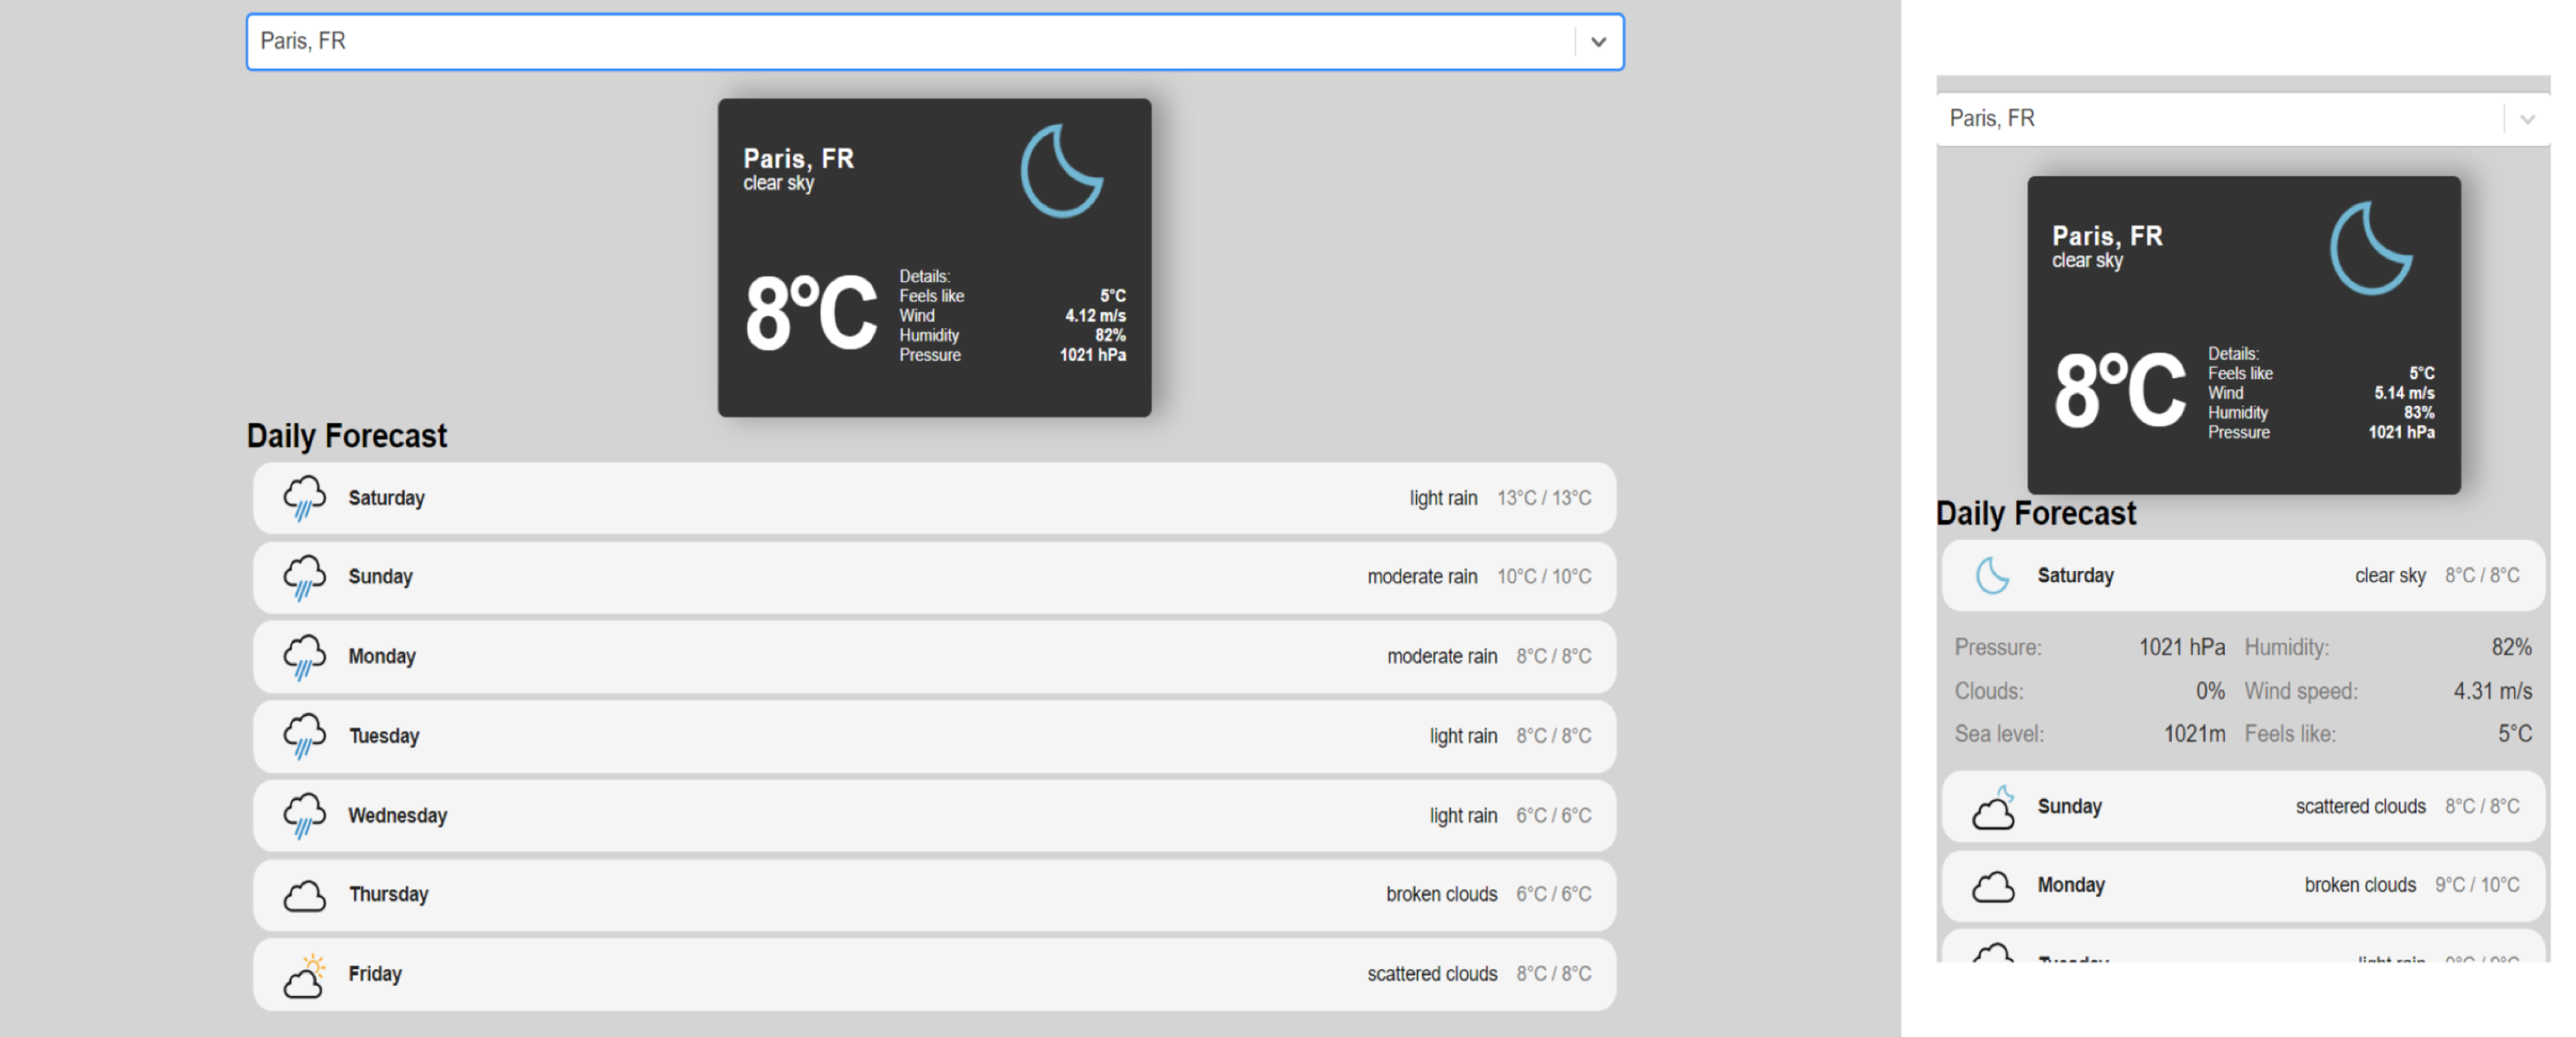 Paris, FR
Paris, FR
clear sky
8°C
Details:
Feels like 5°C
Wind 4.12 m/s
Humidity 82%
Pressure 1021 hPa
Daily Forecast
Saturday light rain 13°C / 13°C
Sunday moderate rain 10°C / 10°C
Monday moderate rain 8°C / 8°C
Tuesday light rain 8°C / 8°C
Wednesday light rain 6°C / 6°C
Thursday broken clouds 6°C / 6°C
Friday scattered clouds 8°C / 8°C
Paris, FR
Paris, FR
clear sky
8°C
Details:
Feels like 5°C
Wind 5.14 m/s
Humidity 83%
Pressure 1021 hPa
Daily Forecast
Saturday clear sky 8°C / 8°C
Pressure: 1021 hPa Humidity: 82%
Clouds: 0% Wind speed: 4.31 m/s
Sea level: 1021m Feels like: 5°C
Sunday scattered clouds 8°C / 8°C
Monday broken clouds 9°C / 10°C
Tuesday light rain